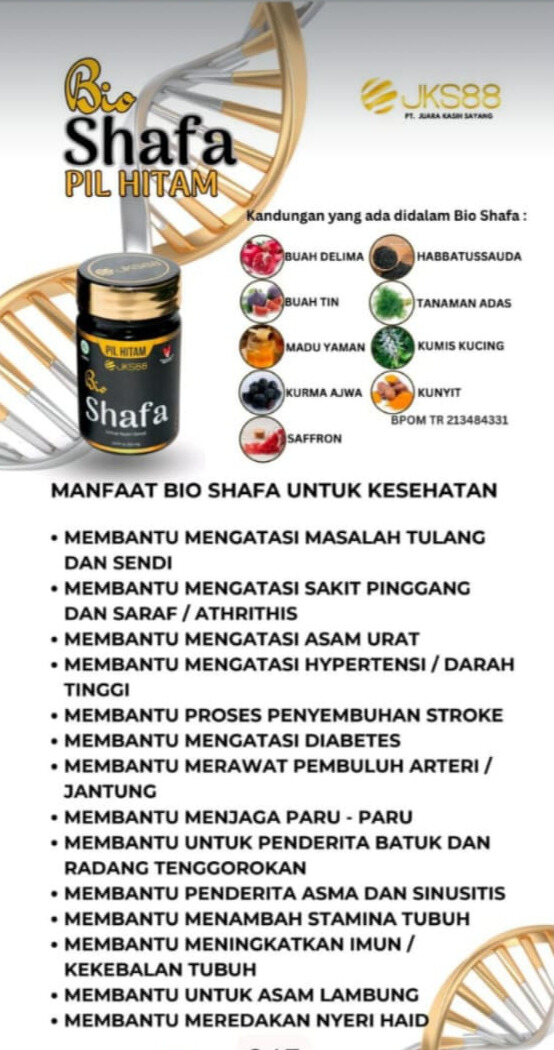 Bio
Shafa
PIL HITAM
JKS88
PT. JUARA KASIH SAYANG
Kandungan yang ada didalam Bio Shafa :
BUAH DELIMA
HABBATUSSAUDA
BUAH TIN
TANAMAN ADAS
MADU YAMAN
KUMIS KUCING
KURMA AJWA
KUNYIT
BPOM TR 213484331
SAFFRON
JKS88
PIL HITAM
JKS88
Bio
Shafa
MANFAAT BIO SHAFA UNTUK KESEHATAN
• MEMBANTU MENGATASI MASALAH TULANG
DAN SENDI
• MEMBANTU MENGATASI SAKIT PINGGANG
DAN SARAF / ATHRITHIS
• MEMBANTU MENGATASI ASAM URAT
• MEMBANTU MENGATASI HYPERTENSI / DARAH
TINGGI
• MEMBANTU PROSES PENYEMBUHAN STROKE
• MEMBANTU MENGATASI DIABETES
• MEMBANTU MERAWAT PEMBULUH ARTERI /
JANTUNG
• MEMBANTU MENJAGA PARU - PARU
• MEMBANTU UNTUK PENDERITA BATUK DAN
RADANG TENGGOROKAN
• MEMBANTU PENDERITA ASMA DAN SINUSITIS
• MEMBANTU MENAMBAH STAMINA TUBUH
• MEMBANTU MENINGKATKAN IMUN /
KEKEBALAN TUBUH
• MEMBANTU UNTUK ASAM LAMBUNG
• MEMBANTU MEREDAKAN NYERI HAID